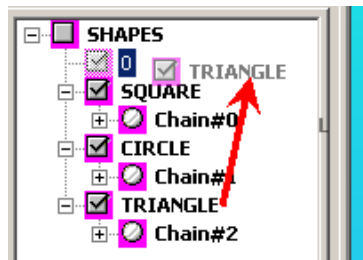 SHAPES
0 TRIANGLE
SQUARE
Chain#0
CIRCLE
Chain#1
TRIANGLE
Chain#2